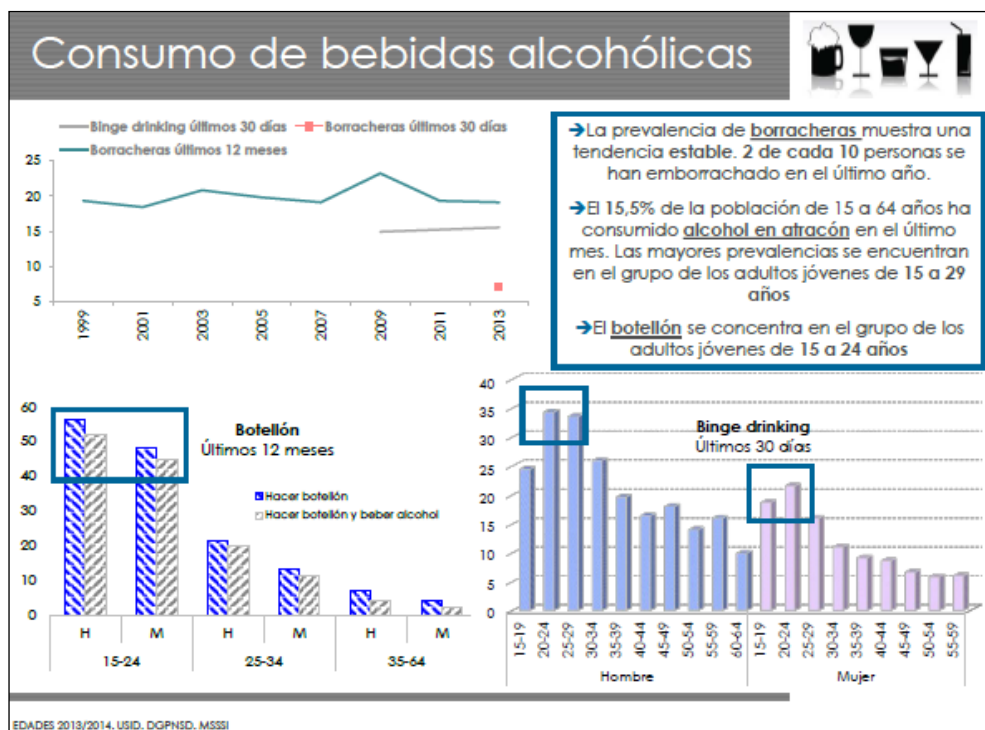 Consumo de bebidas alcohólicas
Binge drinking últimos 30 días
Borracheras últimos 30 días
Borracheras últimos 12 meses
25
20
15
10
5
1999
2001
2003
2005
2007
2009
2011
2013
➔La prevalencia de borracheras muestra una
tendencia estable. 2 de cada 10 personas se
han emborrachado en el último año.
➔El 15,5% de la población de 15 a 64 años ha
consumido alcohol en atracón en el último
mes. Las mayores prevalencias se encuentran
en el grupo de los adultos jóvenes de 15 a 29
años
➔El botellón se concentra en el grupo de los
adultos jóvenes de 15 a 24 años
60
50
40
30
20
10
0
Botellón
Últimos 12 meses
Hacer botellón
Hacer botellón y beber alcohol
H
M
H
M
H
M
15-24
25-34
35-64
40
35
30
25
20
15
10
5
0
Binge drinking
Últimos 30 días
15-19
20-24
25-29
30-34
35-39
40-44
45-49
50-54
55-59
60-64
15-19
20-24
25-29
30-34
35-39
40-44
45-49
50-54
55-59
Hombre
Mujer
EDADES 2013/2014. USID. DGPNSD. MSSSI